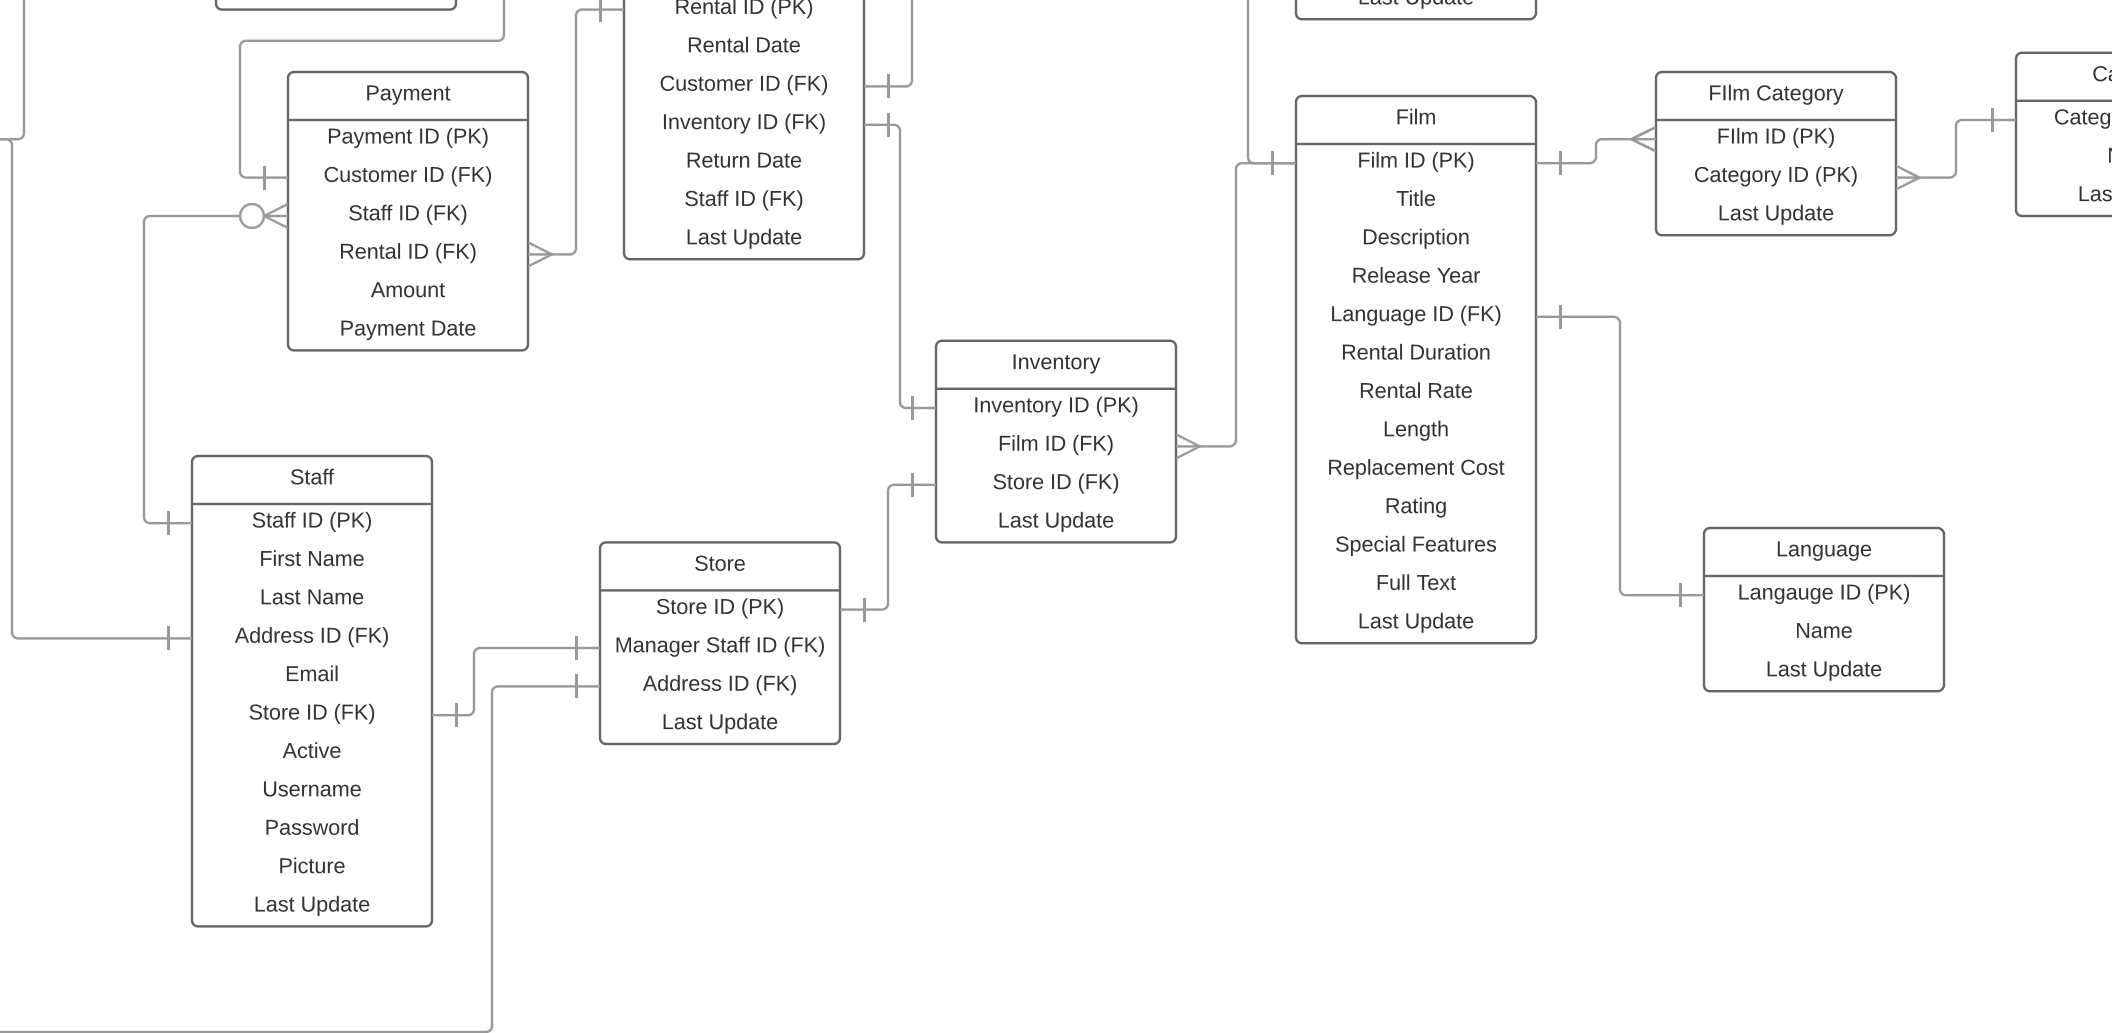 Rental ID (PK)
Rental Date
Customer ID (FK)
Inventory ID (FK)
Return Date
Staff ID (FK)
Last Update
Last Update
Payment
Payment ID (PK)
Customer ID (FK)
Staff ID (FK)
Rental ID (FK)
Amount
Payment Date
Film
Film ID (PK)
Title
Description
Release Year
Language ID (FK)
Rental Duration
Rental Rate
Length
Replacement Cost
Rating
Special Features
Full Text
Last Update
FIlm Category
FIlm ID (PK)
Category ID (PK)
Last Update
Inventory
Inventory ID (PK)
Film ID (FK)
Store ID (FK)
Last Update
Staff
Staff ID (PK)
First Name
Last Name
Address ID (FK)
Email
Store ID (FK)
Active
Username
Password
Picture
Last Update
Store
Store ID (PK)
Manager Staff ID (FK)
Address ID (FK)
Last Update
Language
Langauge ID (PK)
Name
Last Update